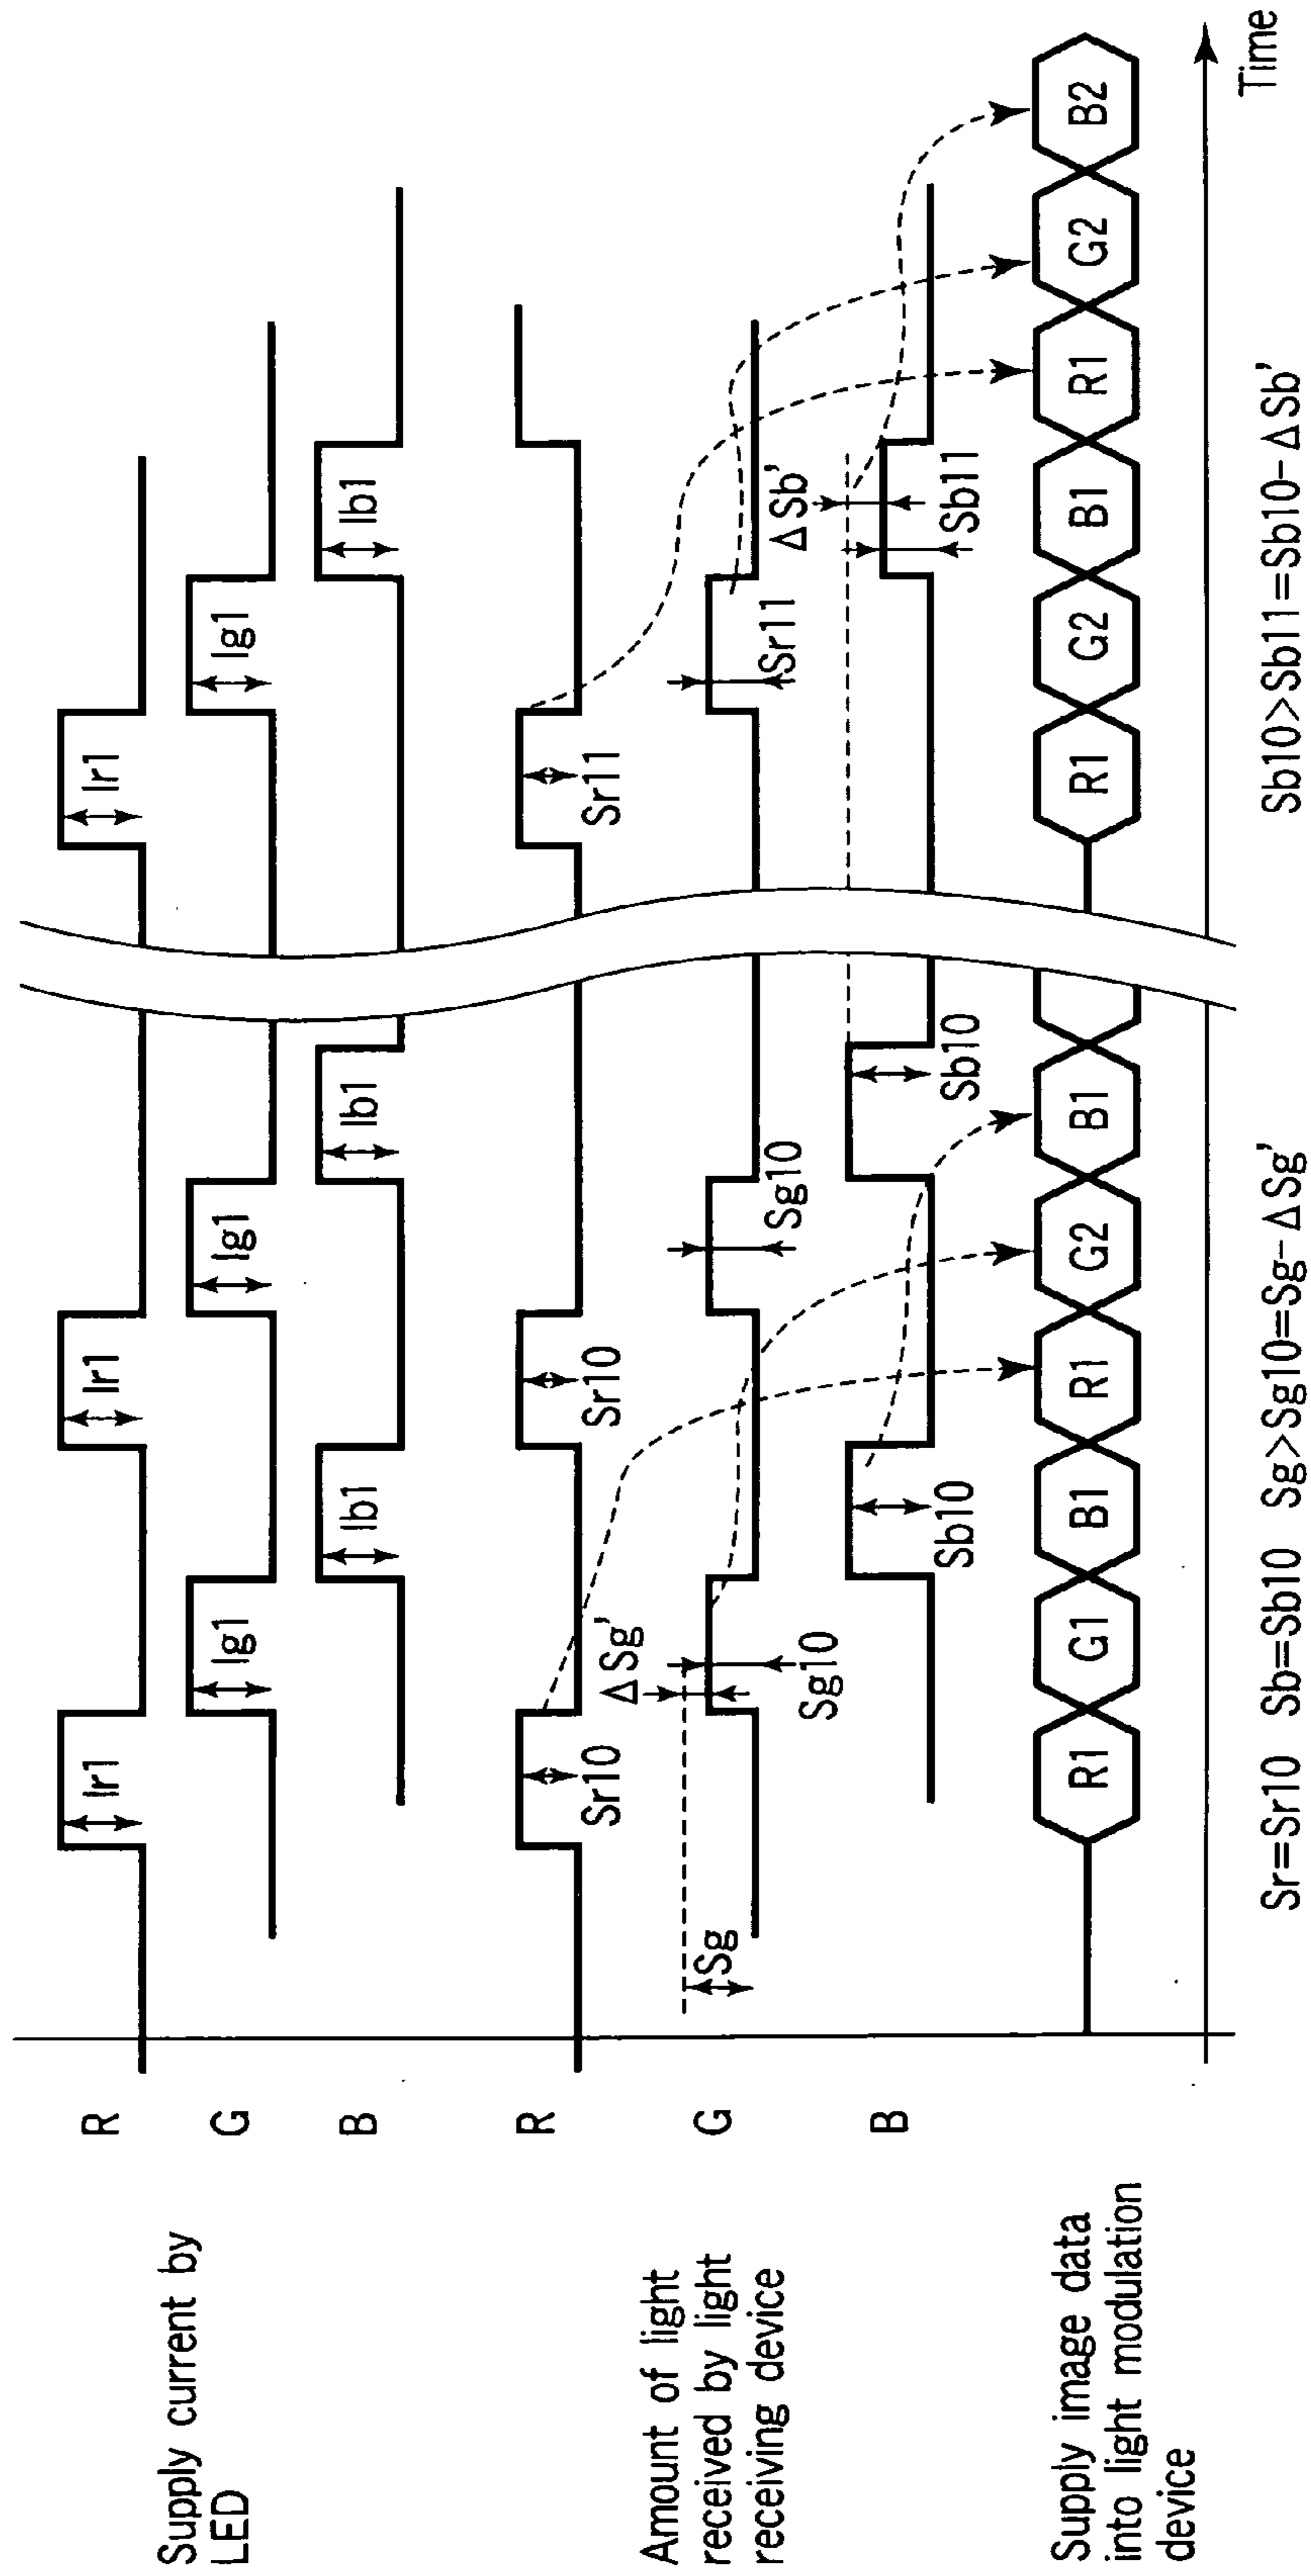 Supply current by
LED
R
Ir1
Ir1
Ir1
G
Ig1
Ig1
Ig1
B
Ib1
Ib1
Ib1
Amount of light
received by light
receiving device
R
Sr10
Sr10
Sr11
G
Sg
ΔSg'
Sg10
Sg10
Sr11
B
Sb10
Sb10
ΔSb'
Sb11
Supply image data
into light modulation
device
R1 G1 B1 R1 G2 B1 R1 G2 B1 R1 G2 B2
Time
Sr=Sr10 Sb=Sb10 Sg>Sg10=Sg-ΔSg'
Sb10>Sb11=Sb10-ΔSb'